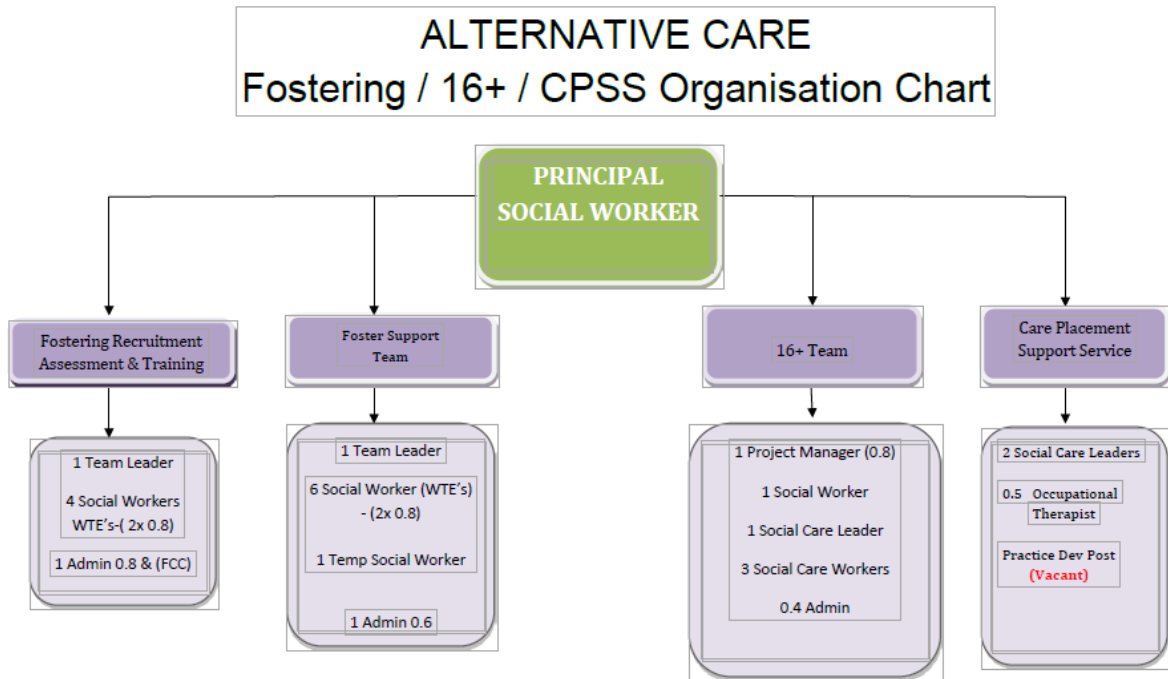 ALTERNATIVE CARE
Fostering / 16+ / CPSS Organisation Chart
PRINCIPAL
SOCIAL WORKER
Fostering Recruitment
Assessment & Training
Foster Support
Team
16+ Team
Care Placement
Support Service
1 Team Leader
4 Social Workers
WTE's-( 2x 0.8)
1 Admin 0.8 & (FCC)
1 Team Leader
6 Social Worker (WTE's)
- (2x 0.8)
1 Temp Social Worker
1 Admin 0.6
1 Project Manager (0.8)
1 Social Worker
1 Social Care Leader
3 Social Care Workers
0.4 Admin
2 Social Care Leaders
0.5 Occupational
Therapist
Practice Dev Post
(Vacant)